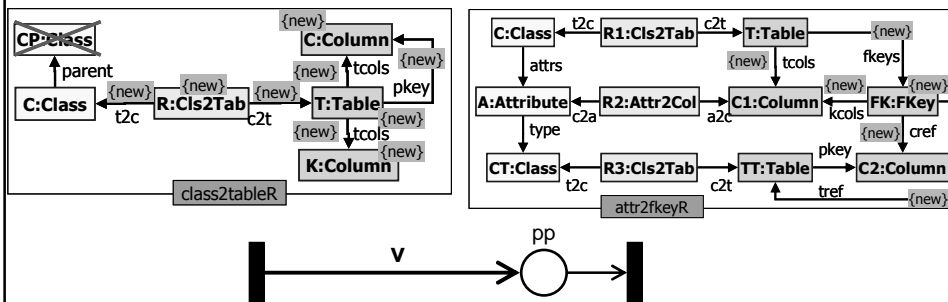 {new}
CP:Class
C:Column
{new}
{new}
parent
tcols
pkey
{new} {new} {new}
C:Class
R:Cls2Tab
T:Table
t2c
c2t
{new}
{new}
tcols
{new}
K:Column
class2tableR
t2c
c2t
{new}
C:Class
R1:Cls2Tab
T:Table
{new}
tcols
fkeys
attrs
{new}
{new}
A:Attribute
R2:Attr2Col
C1:Column
FK:FKey
c2a
a2c
kcols
type
{new}
cref
pkey
CT:Class
R3:Cls2Tab
TT:Table
C2:Column
t2c
c2t
tref
{new}
attr2fkeyR
V
pp